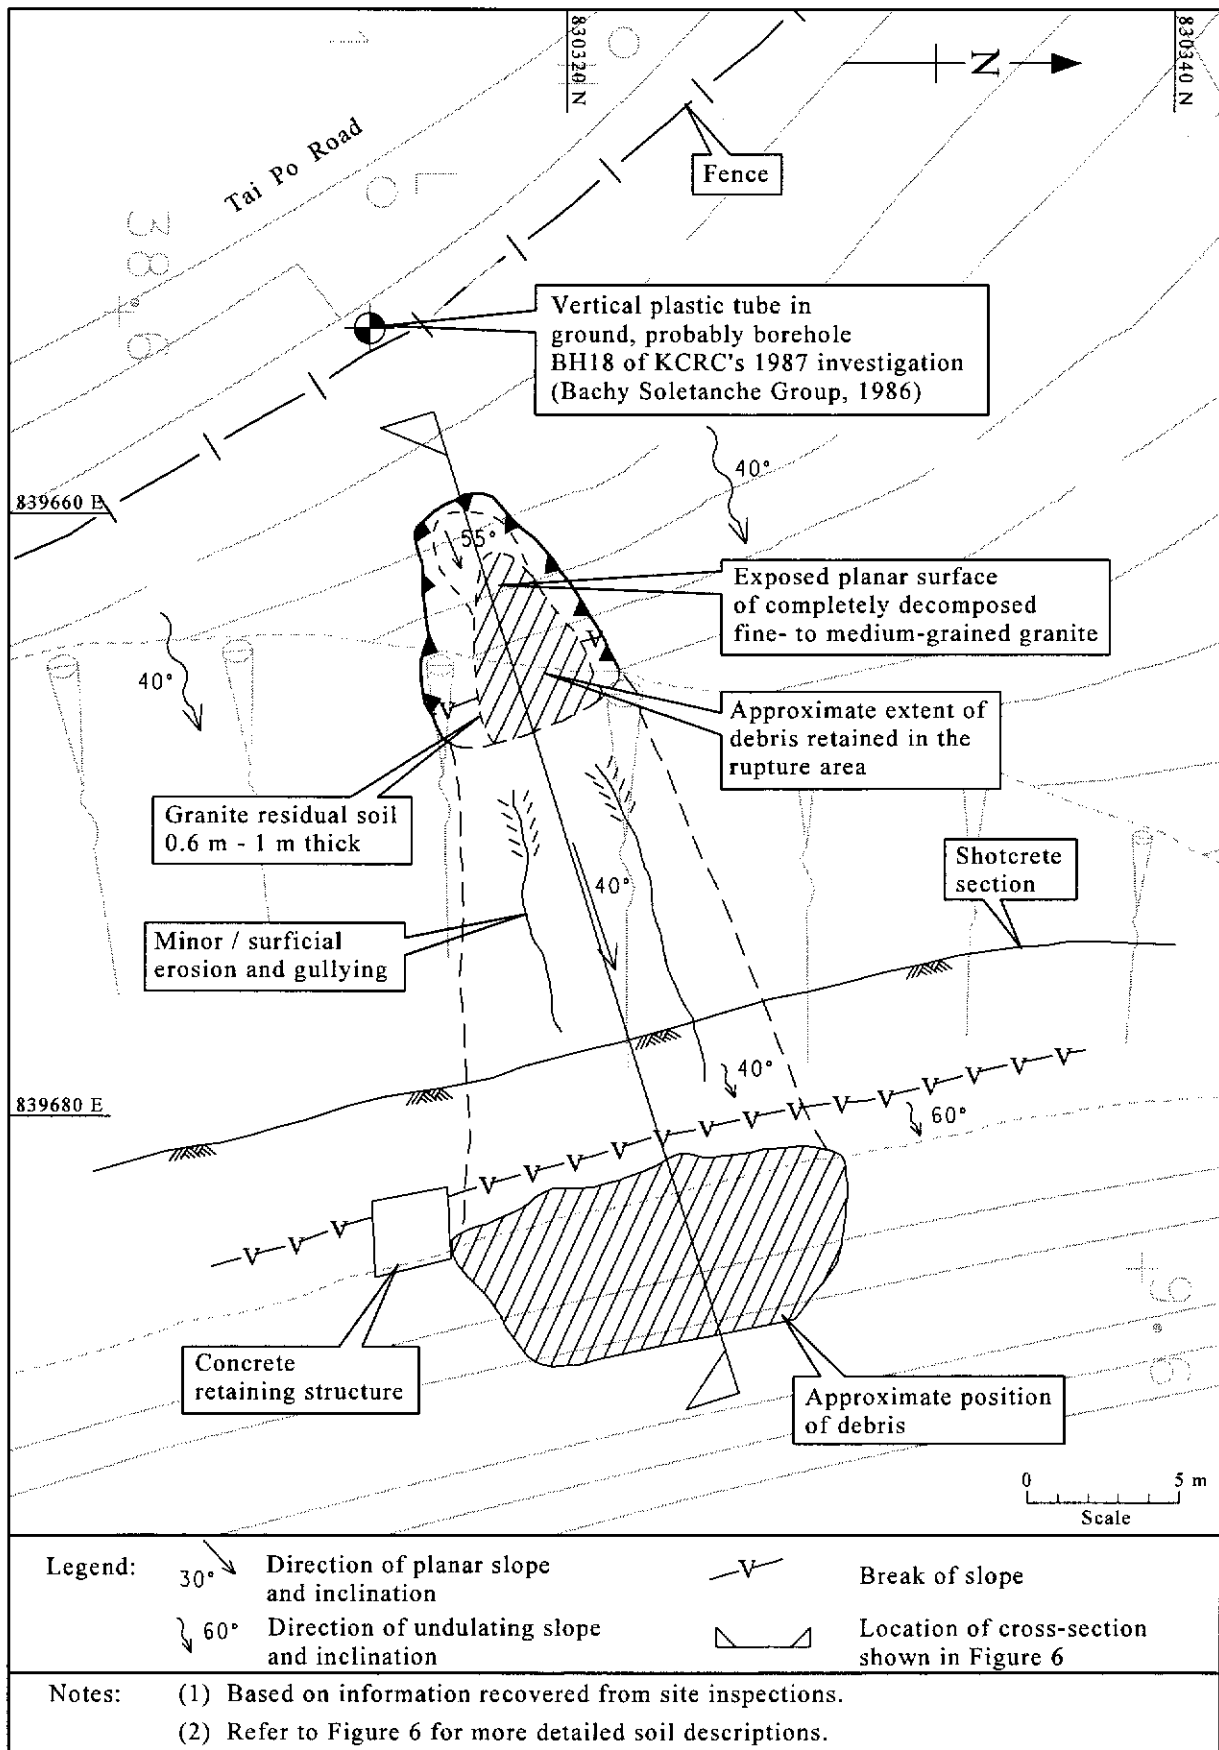 830320 N
830340 N
N
1
Tai Po Road
Fence
38.6
Vertical plastic tube in
ground, probably borehole
BH18 of KCRC's 1987 investigation
(Bachy Soletanche Group, 1986)
40°
839660 E
55°
Exposed planar surface
of completely decomposed
fine- to medium-grained granite
40°
V
V
Approximate extent of
debris retained in the
rupture area
Granite residual soil
0.6 m - 1 m thick
Shotcrete
section
40°
Minor / surficial
erosion and gullying
40°
839680 E
60°
V V V V V V V V V V V V V V V V
9.6
Concrete
retaining structure
Approximate position
of debris
0 5 m
Scale
Legend:
30° Direction of planar slope
and inclination
V Break of slope
60° Direction of undulating slope
and inclination
Location of cross-section
shown in Figure 6
Notes: (1) Based on information recovered from site inspections.
(2) Refer to Figure 6 for more detailed soil descriptions.